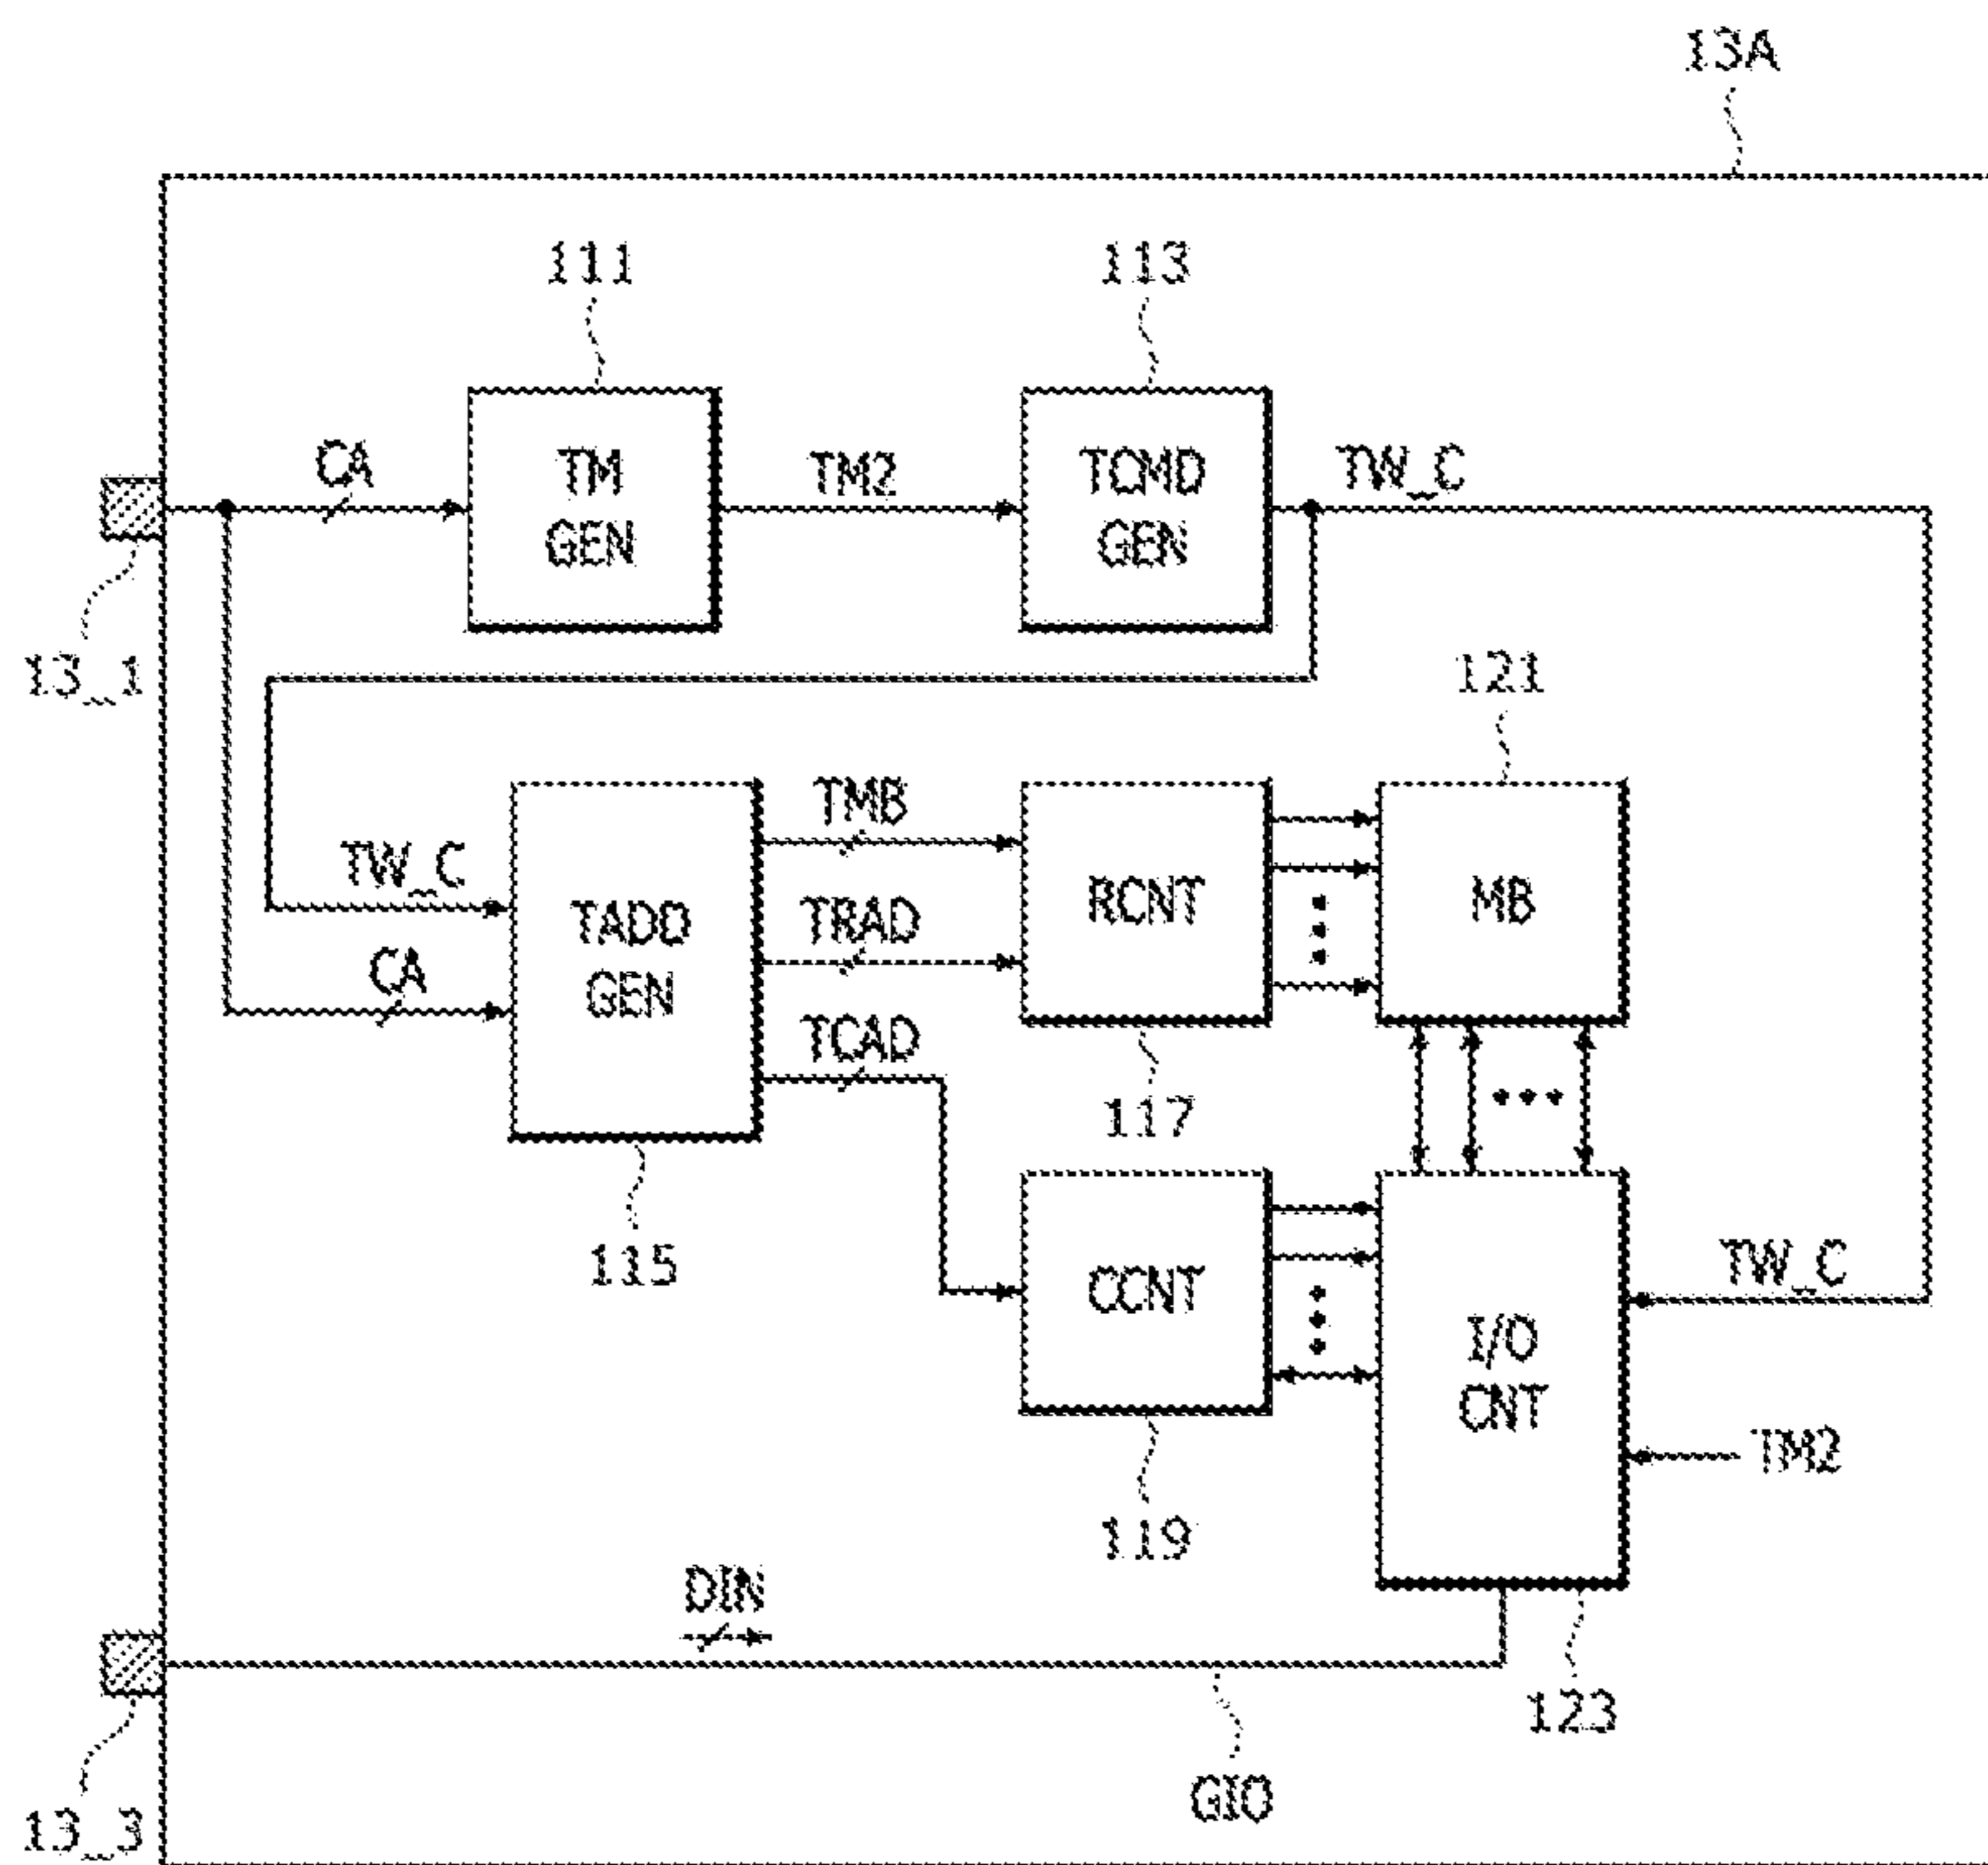 13A
111
113
CA
TM
GEN
TM2
TCMD
GEN
TW_C
13_1
121
TMB
TW_C
TADD
GEN
TRAD
RCNT
MB
CA
TCAD
117
115
CCNT
TW_C
I/O
CNT
TM2
119
DIN
123
GIO
13_3